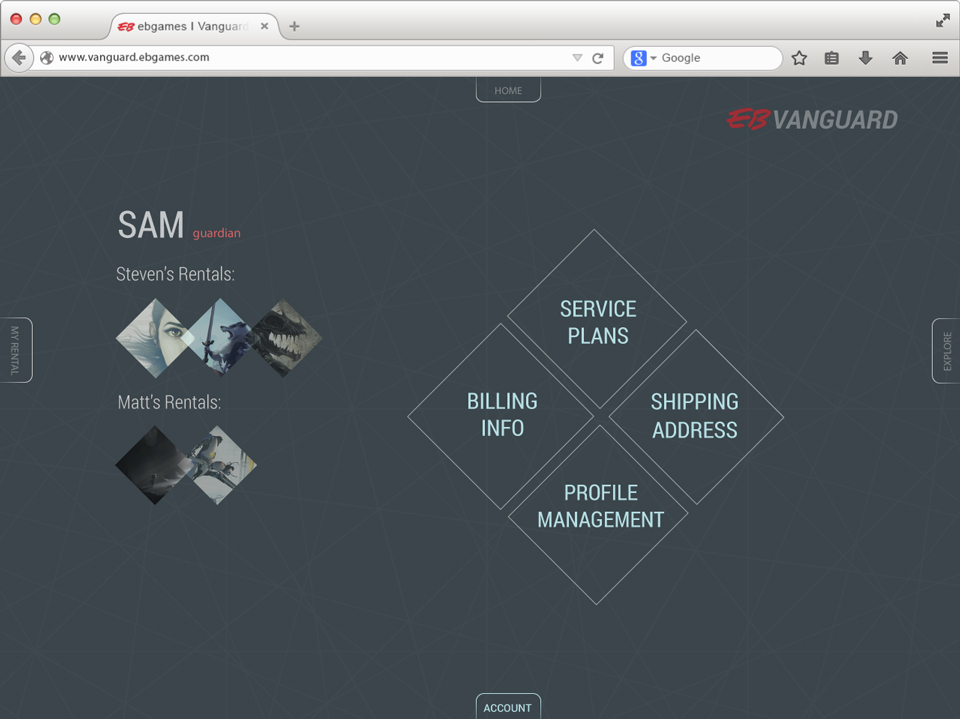 EB ebgames I Vanguard
www.vanguard.ebgames.com
8 Google
HOME
EB VANGUARD
SAM guardian
Steven's Rentals:
MY RENTAL
Matt's Rentals:
SERVICE
PLANS
BILLING
INFO
SHIPPING
ADDRESS
PROFILE
MANAGEMENT
EXPLORE
ACCOUNT